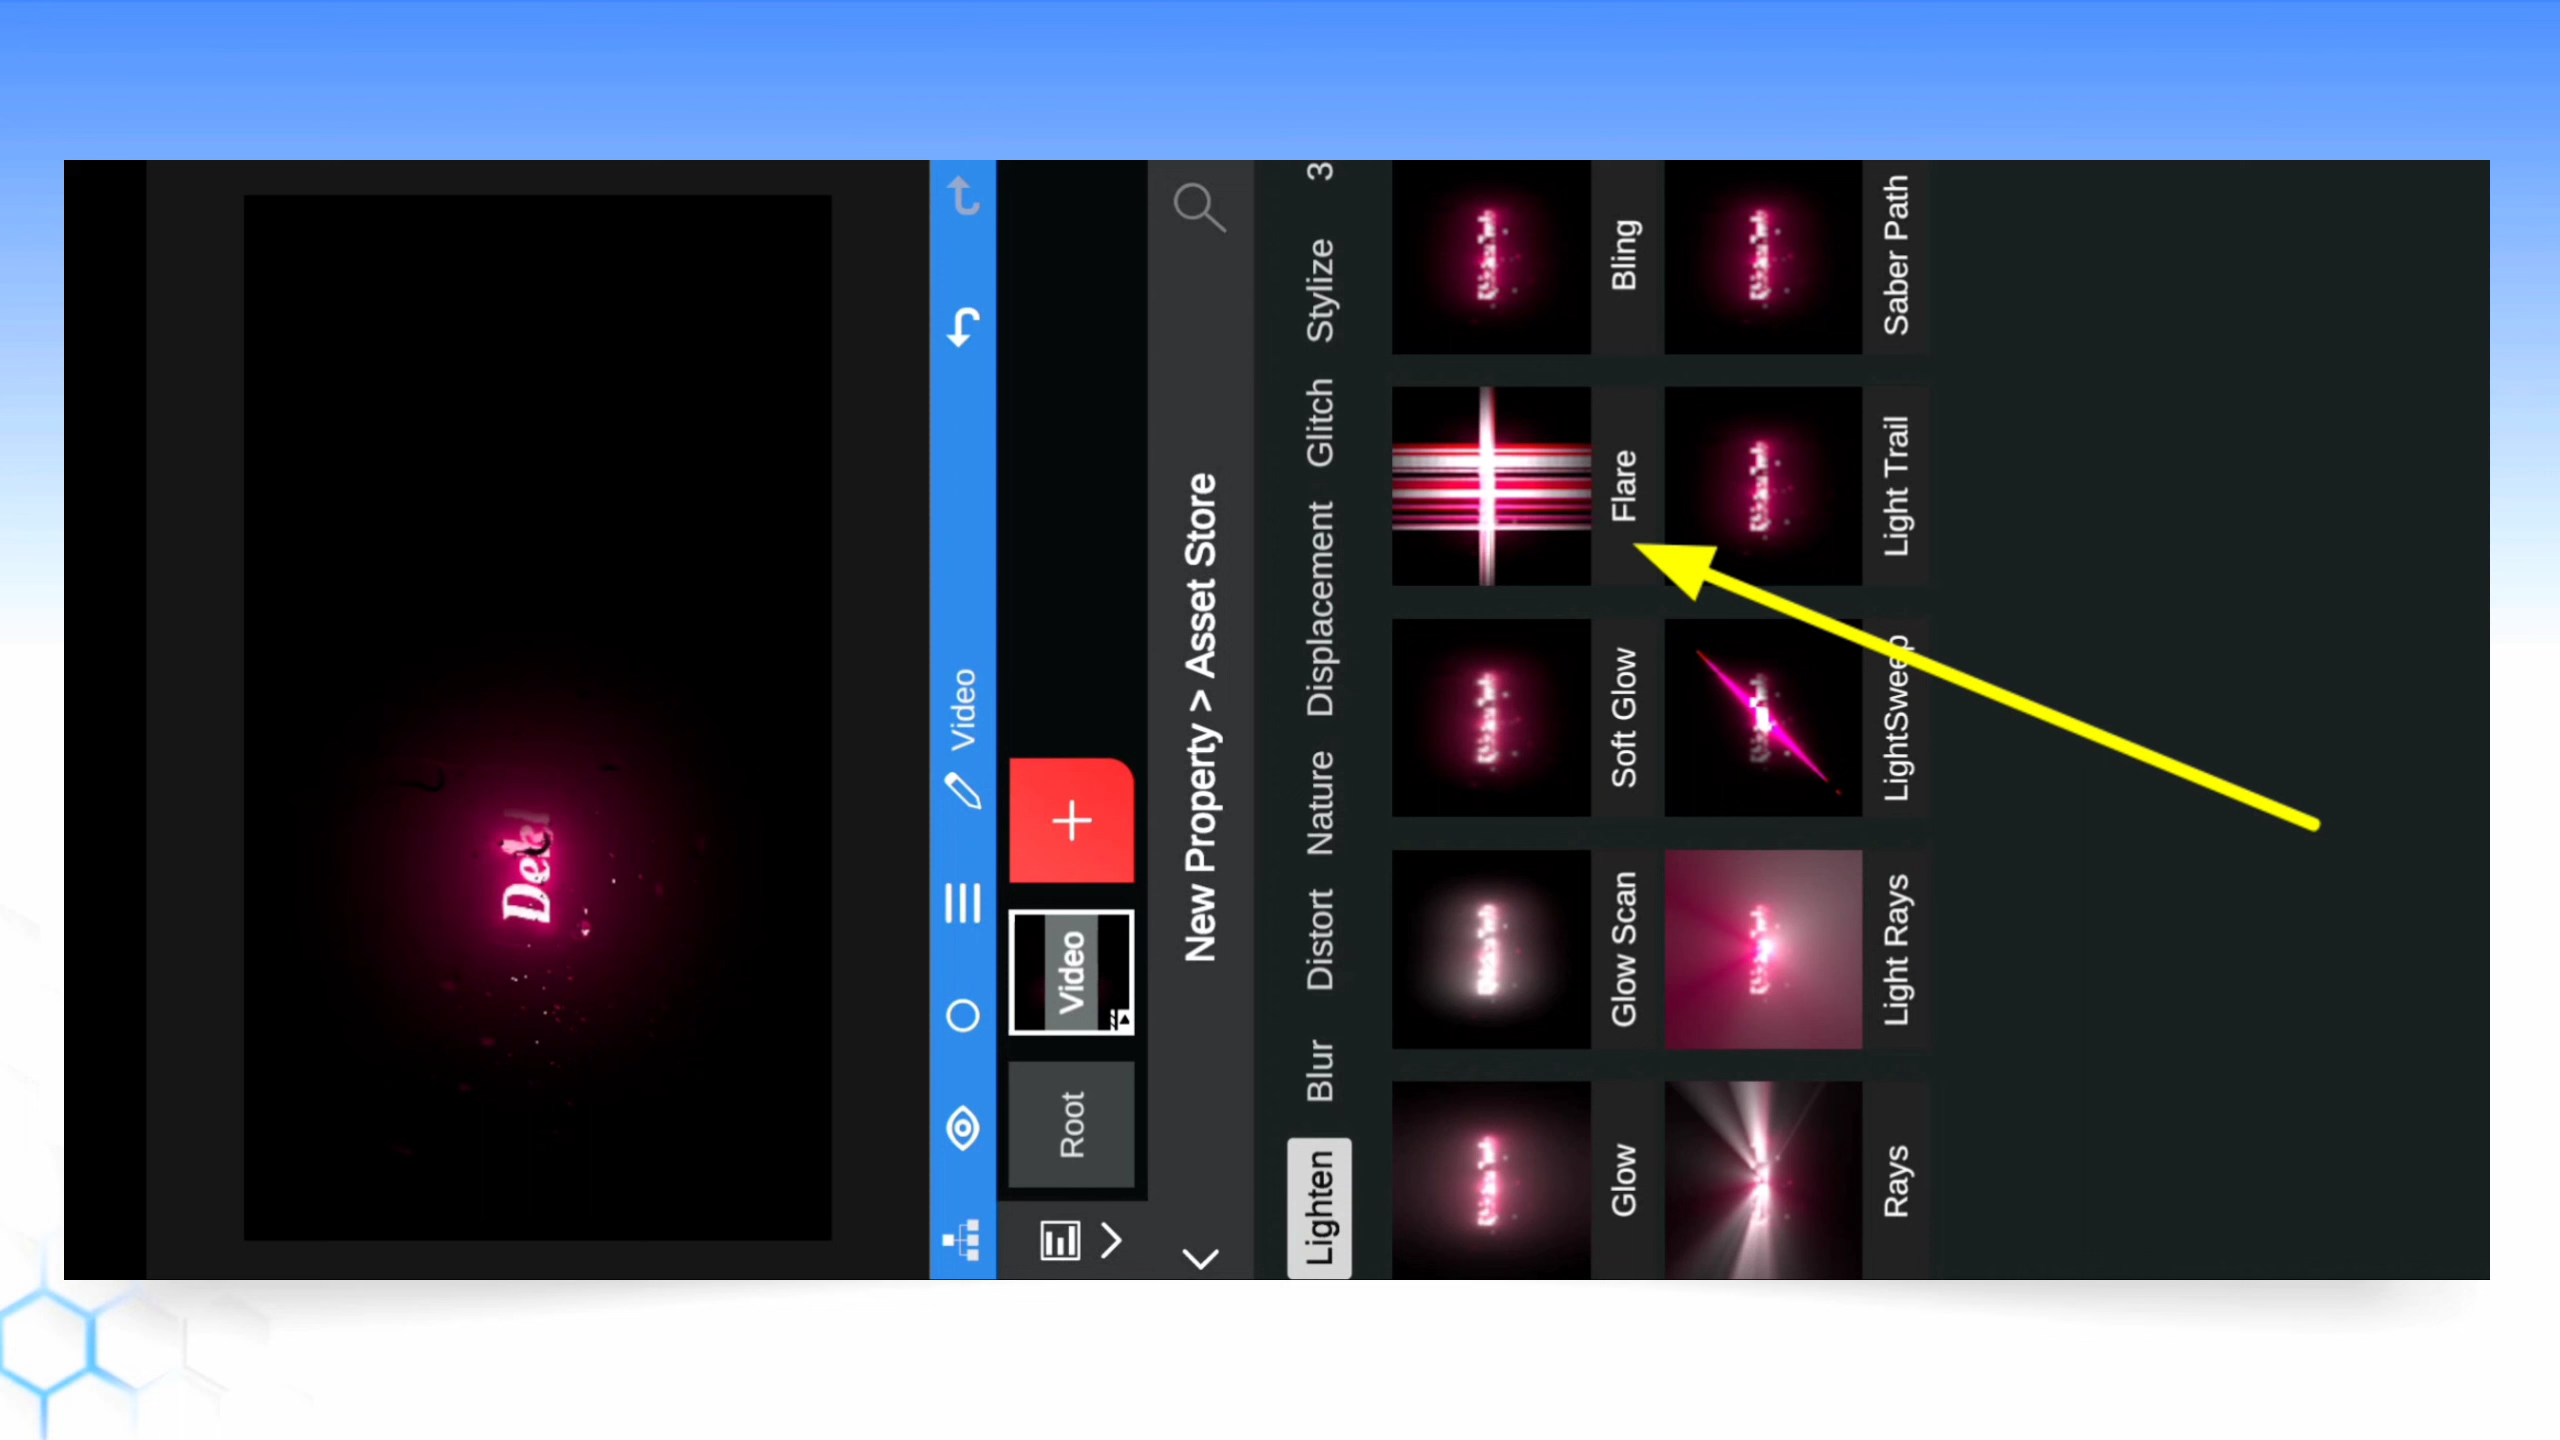 Dek
Video
Video
Root
New Property > Asset Store
Lighten Blur Distort Nature Displacement Glitch Stylize 3
Glow Glow Scan Soft Glow Flare Bling
Rays Light Rays LightSweep Light Trail Saber Path